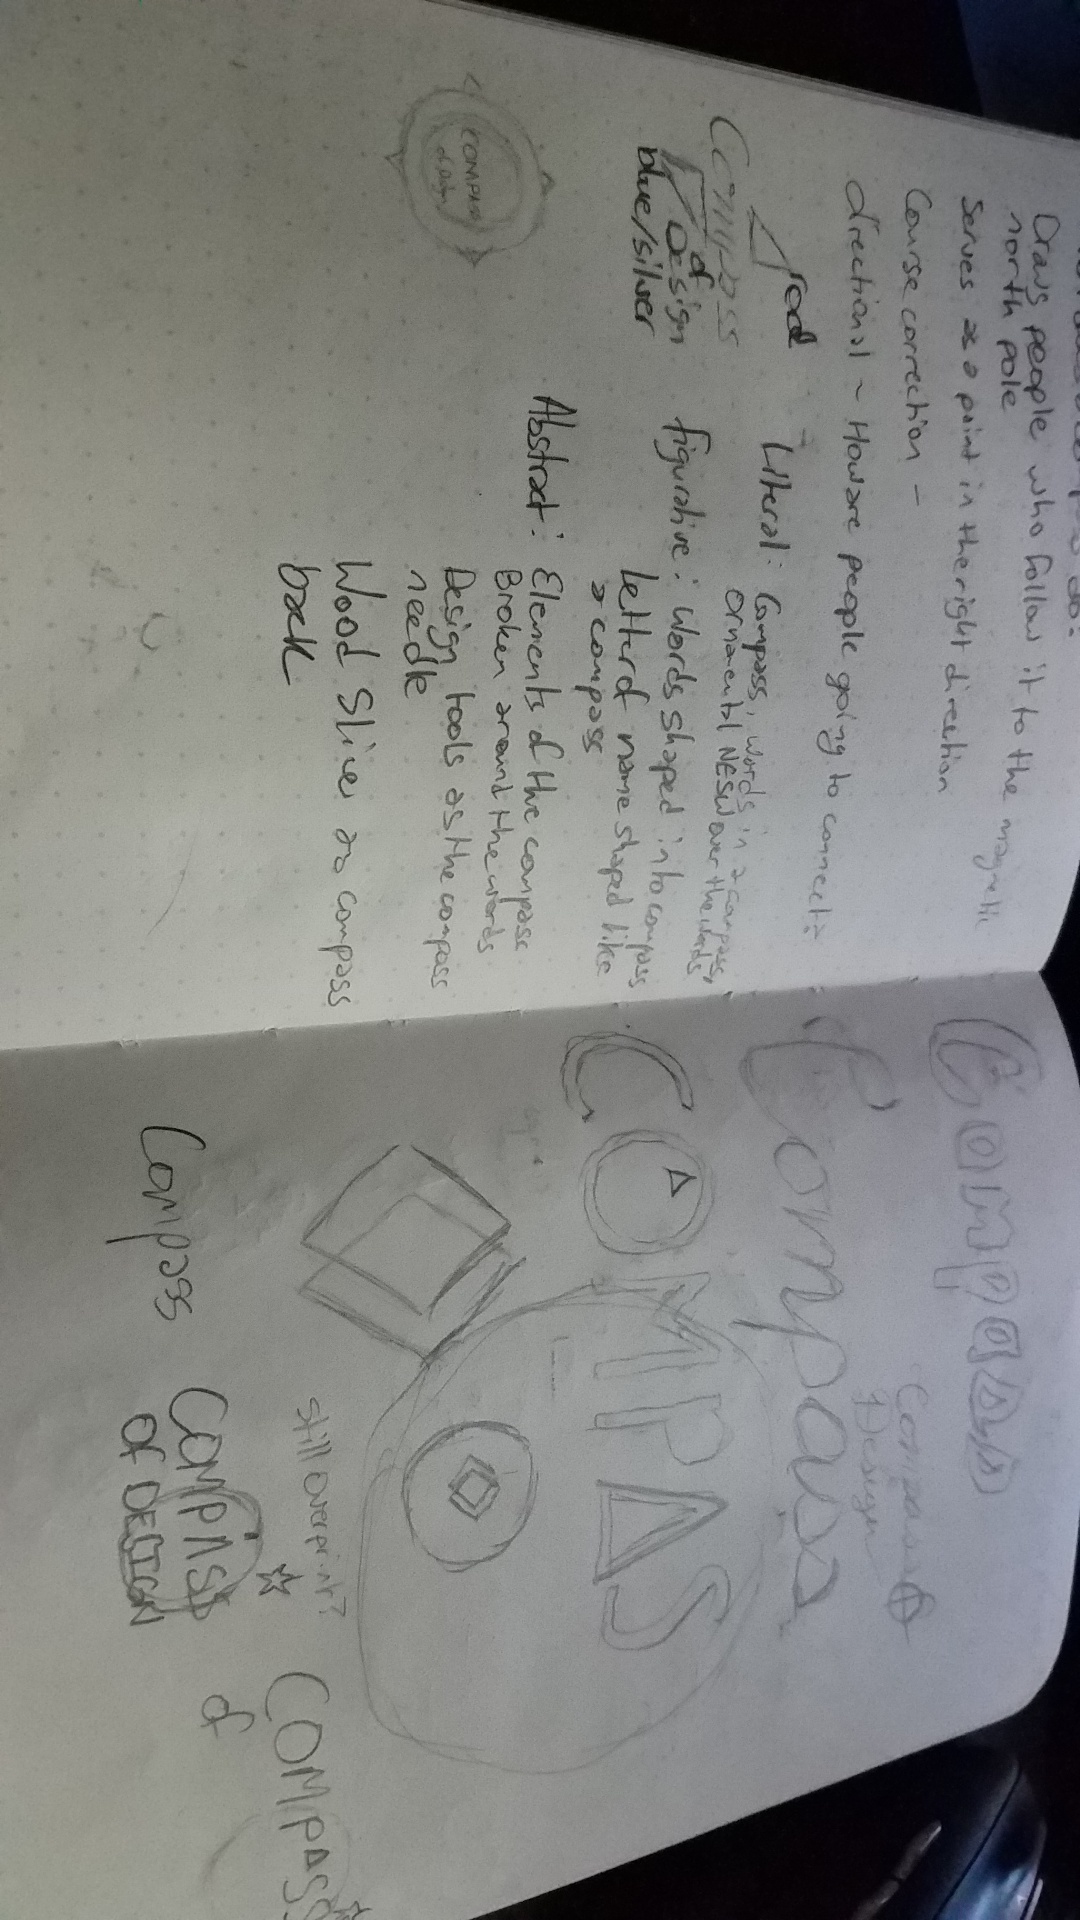 do?
Draws people who follow it to the magnetic
north pole
Serves as a point in the right direction
Course correction –
directional ~ How are people going to connect?
red
Compass
of
Design
blue/silver
Literal: Compass, words in a compass,
Ornamental NESW over the words
figurative: Words shaped into compass
Letter of name shaped like
a compass
Abstract: Elements of the compass
Broken around the words
Design tools as the compass
needle
Wood Slice as compass
back
COMPASS
of Design
Compass
Compass
Design
Compass
COMPAS
still overprint?
COMPASS
of
Compass
COMPASS
OF DESIGN